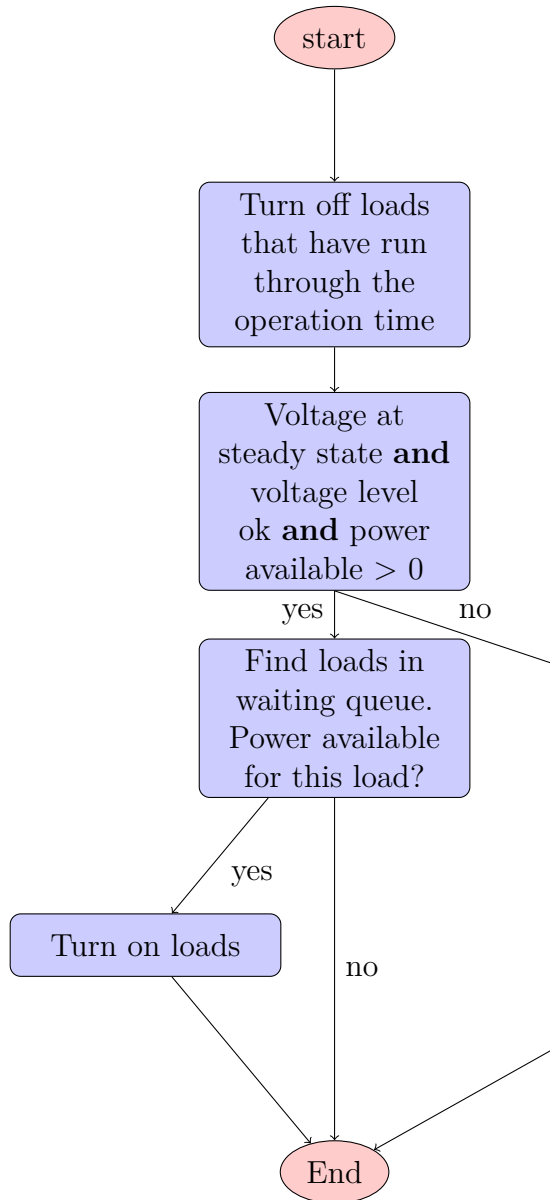 start
Turn off loads
that have run
through the
operation time
Voltage at
steady state and
voltage level
ok and power
available > 0
yes
no
Find loads in
waiting queue.
Power available
for this load?
yes
Turn on loads
no
End